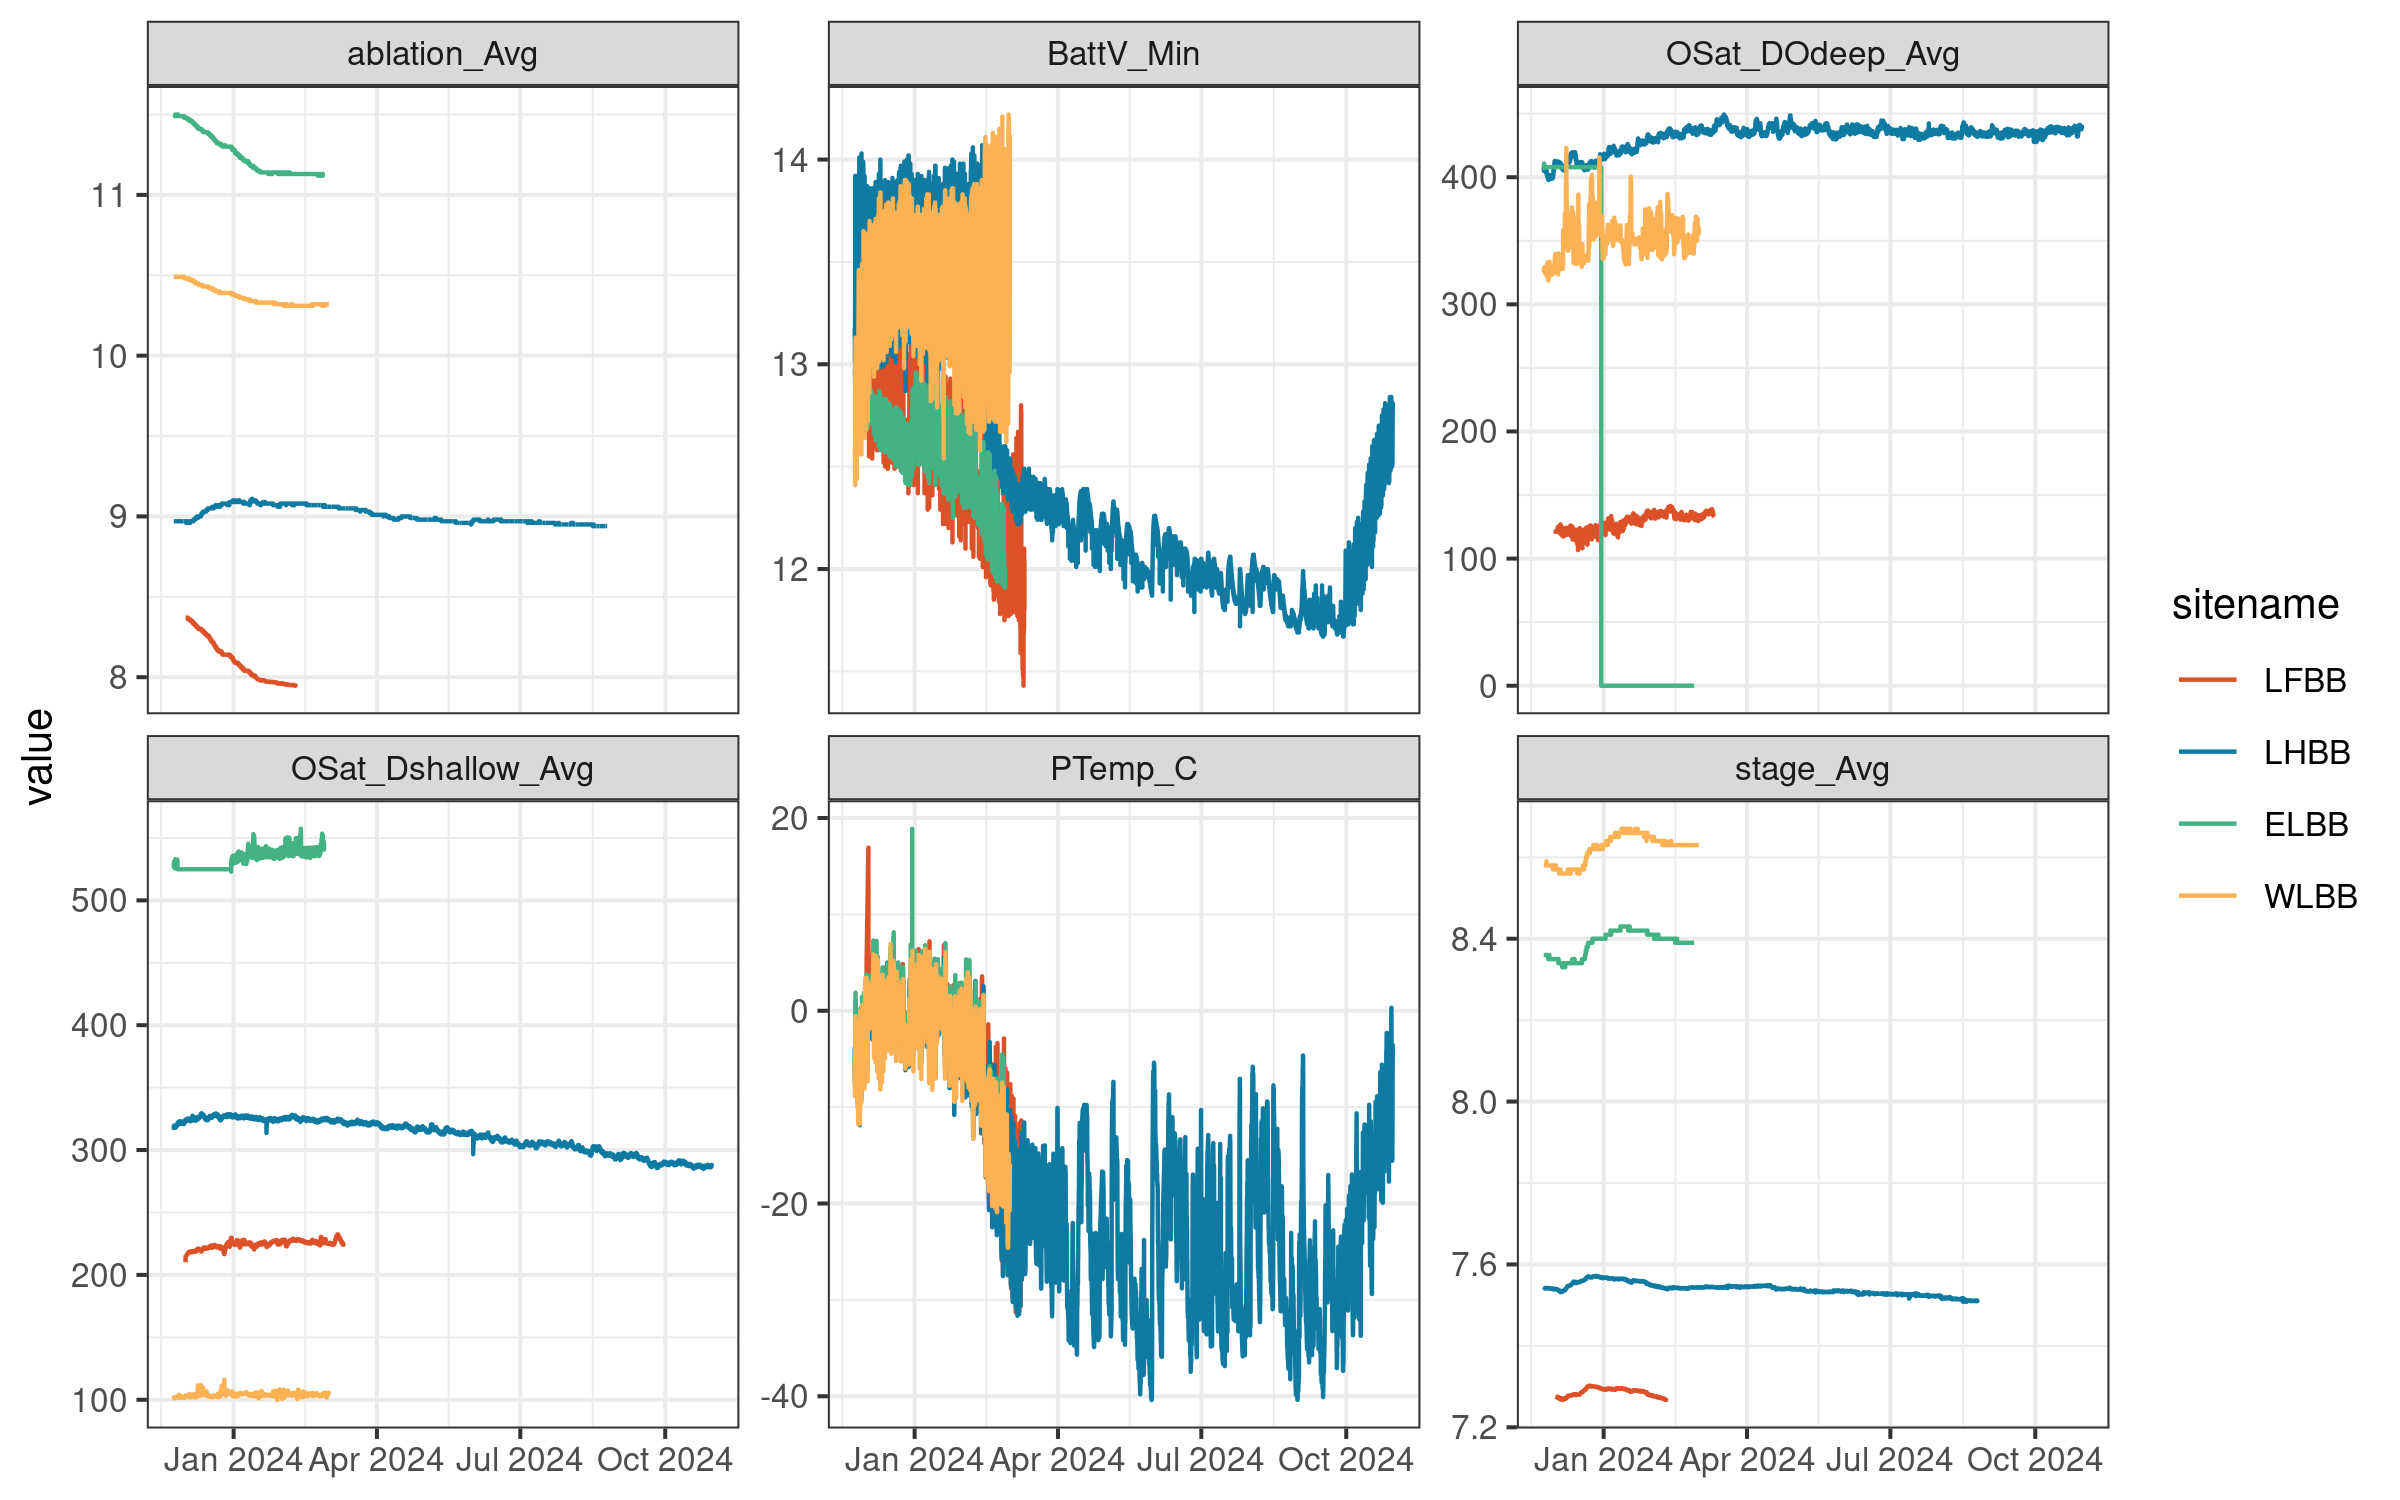 ablation_Avg
BattV_Min
OSat_DOdeep_Avg
11
10
9
8
14
13
12
400
300
200
100
0
OSat_Dshallow_Avg
PTemp_C
stage_Avg
500
400
300
200
100
20
0
-20
-40
8.4
8.0
7.6
7.2
Jan 2024 Apr 2024 Jul 2024 Oct 2024
Jan 2024 Apr 2024 Jul 2024 Oct 2024
Jan 2024 Apr 2024 Jul 2024 Oct 2024
value
sitename
LFBB
LHBB
ELBB
WLBB